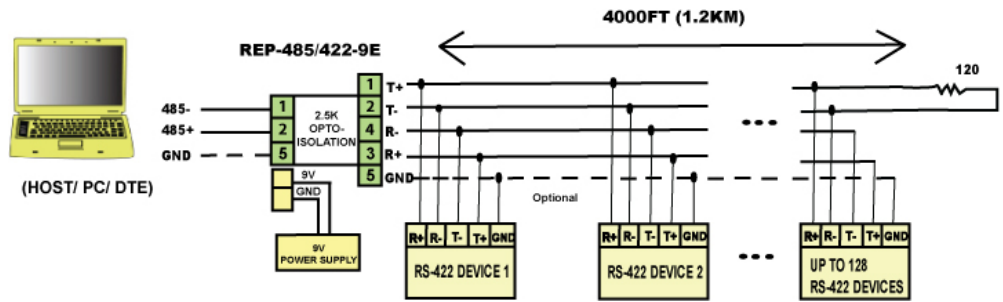 4000FT (1.2KM)
REP-485/422-9E
120
485-
485+
GND
1
2
5
2.5K
OPTO-
ISOLATION
1
2
4
3
5
T+
T-
R-
R+
GND
(HOST/ PC/ DTE)
9V
GND
Optional
9V
POWER SUPPLY
R+ R- T- T+ GND
RS-422 DEVICE 1
R+ R- T- T+ GND
RS-422 DEVICE 2
R+ R- T- T+ GND
UP TO 128
RS-422 DEVICES